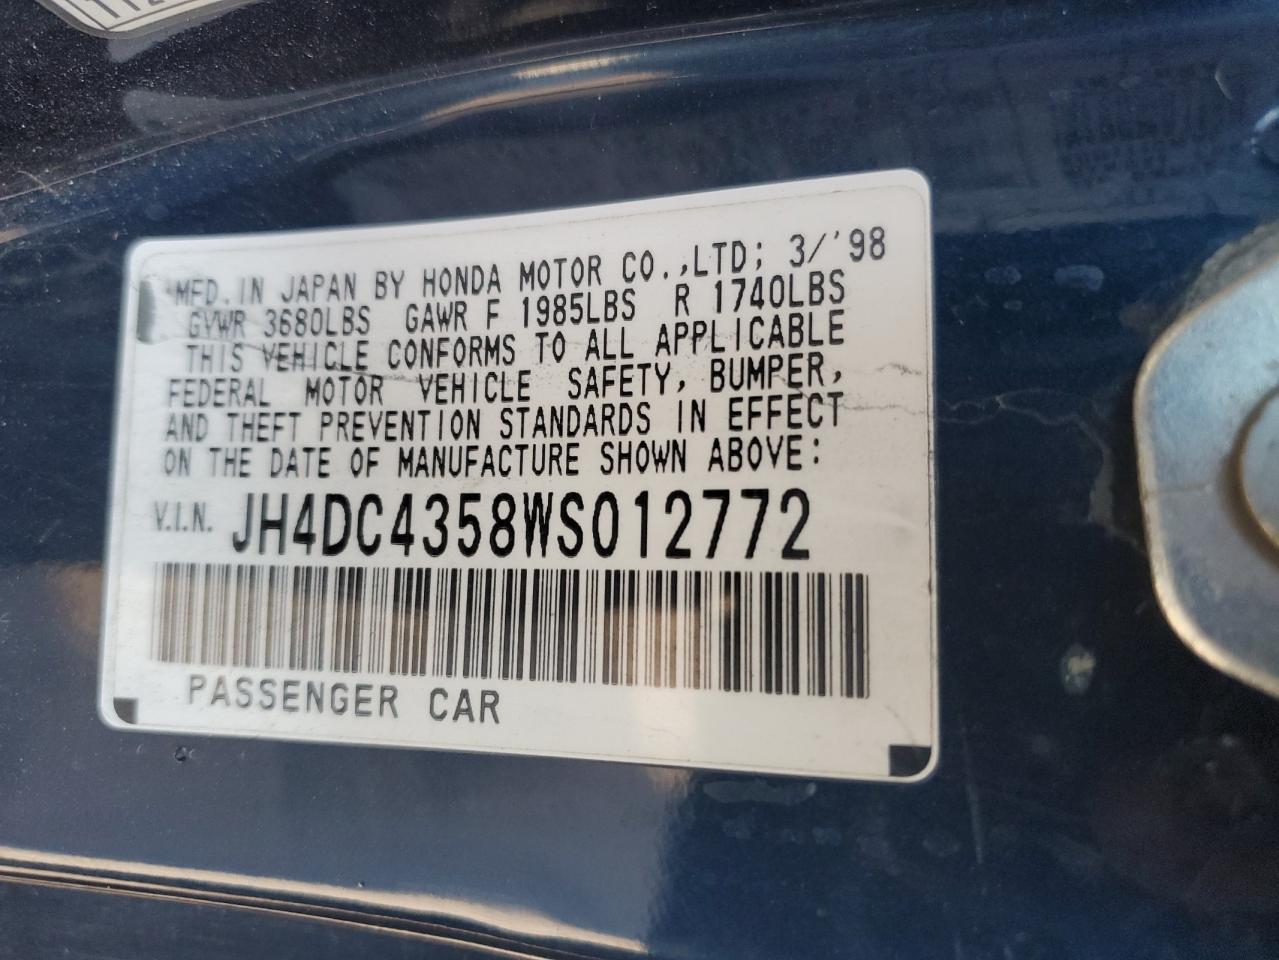 MFD. IN JAPAN BY HONDA MOTOR CO.,LTD; 3/'98
GVWR 3680LBS GAWR F 1985LBS R 1740LBS
THIS VEHICLE CONFORMS TO ALL APPLICABLE
FEDERAL MOTOR VEHICLE SAFETY, BUMPER,
AND THEFT PREVENTION STANDARDS IN EFFECT
ON THE DATE OF MANUFACTURE SHOWN ABOVE:
V.I.N. JH4DC4358WS012772
PASSENGER CAR